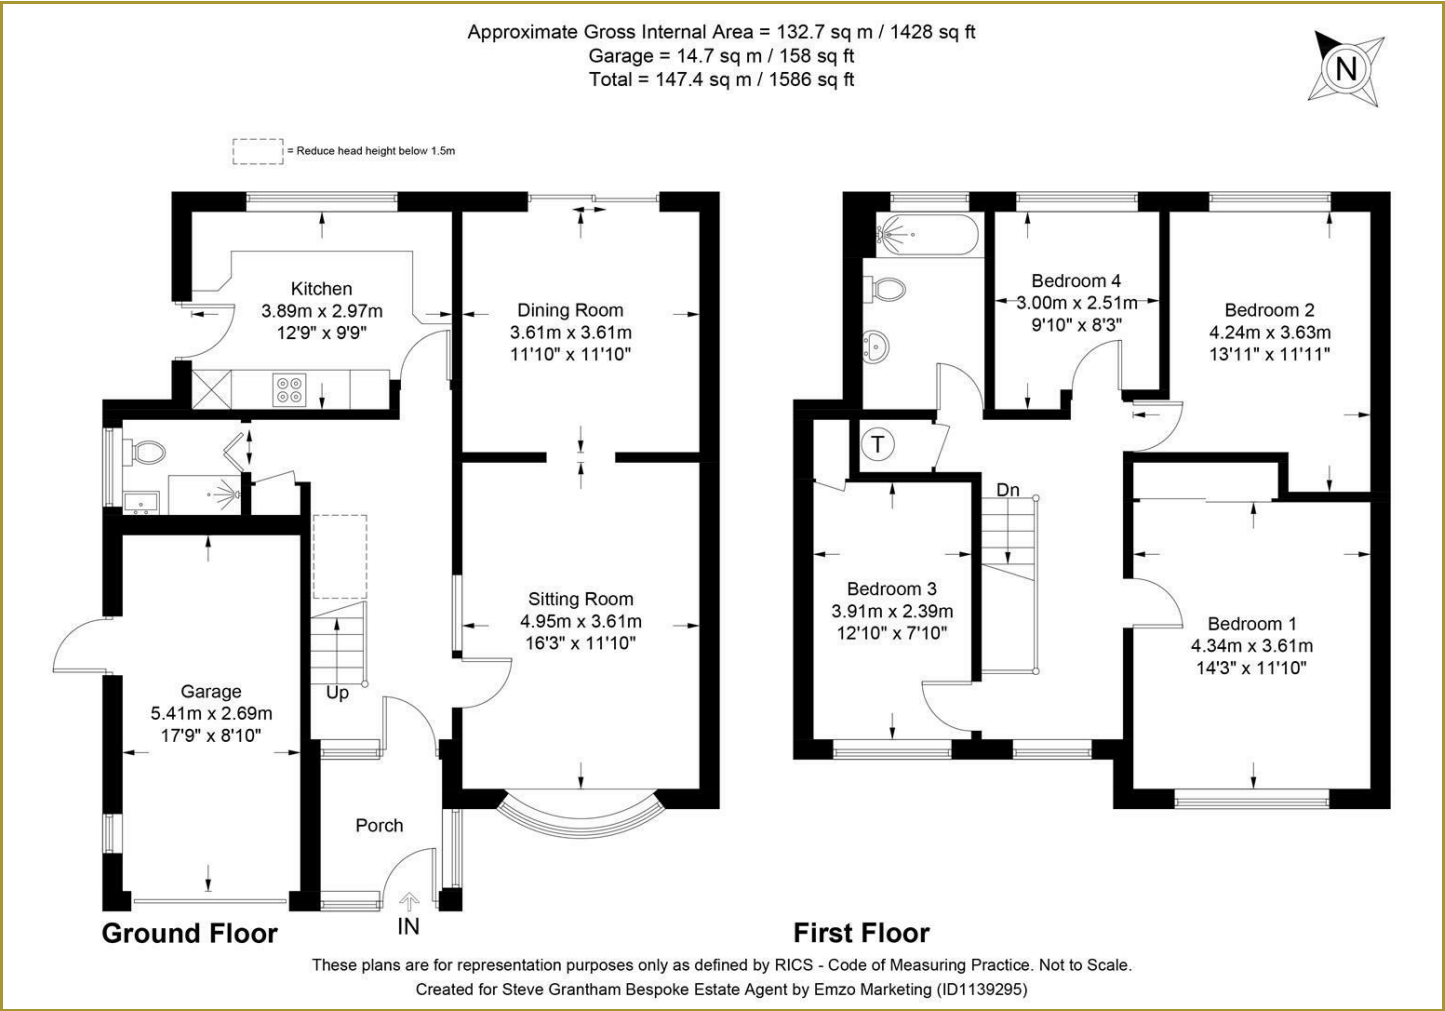 Approximate Gross Internal Area = 132.7 sq m / 1428 sq ft
Garage = 14.7 sq m / 158 sq ft
Total = 147.4 sq m / 1586 sq ft
N
= Reduce head height below 1.5m
Kitchen
3.89m x 2.97m
12'9" x 9'9"
Dining Room
3.61m x 3.61m
11'10" x 11'10"
Sitting Room
4.95m x 3.61m
16'3" x 11'10"
Up
Garage
5.41m x 2.69m
17'9" x 8'10"
Porch
IN
Ground Floor
Bedroom 4
3.00m x 2.51m
9'10" x 8'3"
Bedroom 2
4.24m x 3.63m
13'11" x 11'11"
T
Dn
Bedroom 3
3.91m x 2.39m
12'10" x 7'10"
Bedroom 1
4.34m x 3.61m
14'3" x 11'10"
First Floor
These plans are for representation purposes only as defined by RICS - Code of Measuring Practice. Not to Scale.
Created for Steve Grantham Bespoke Estate Agent by Emzo Marketing (ID1139295)